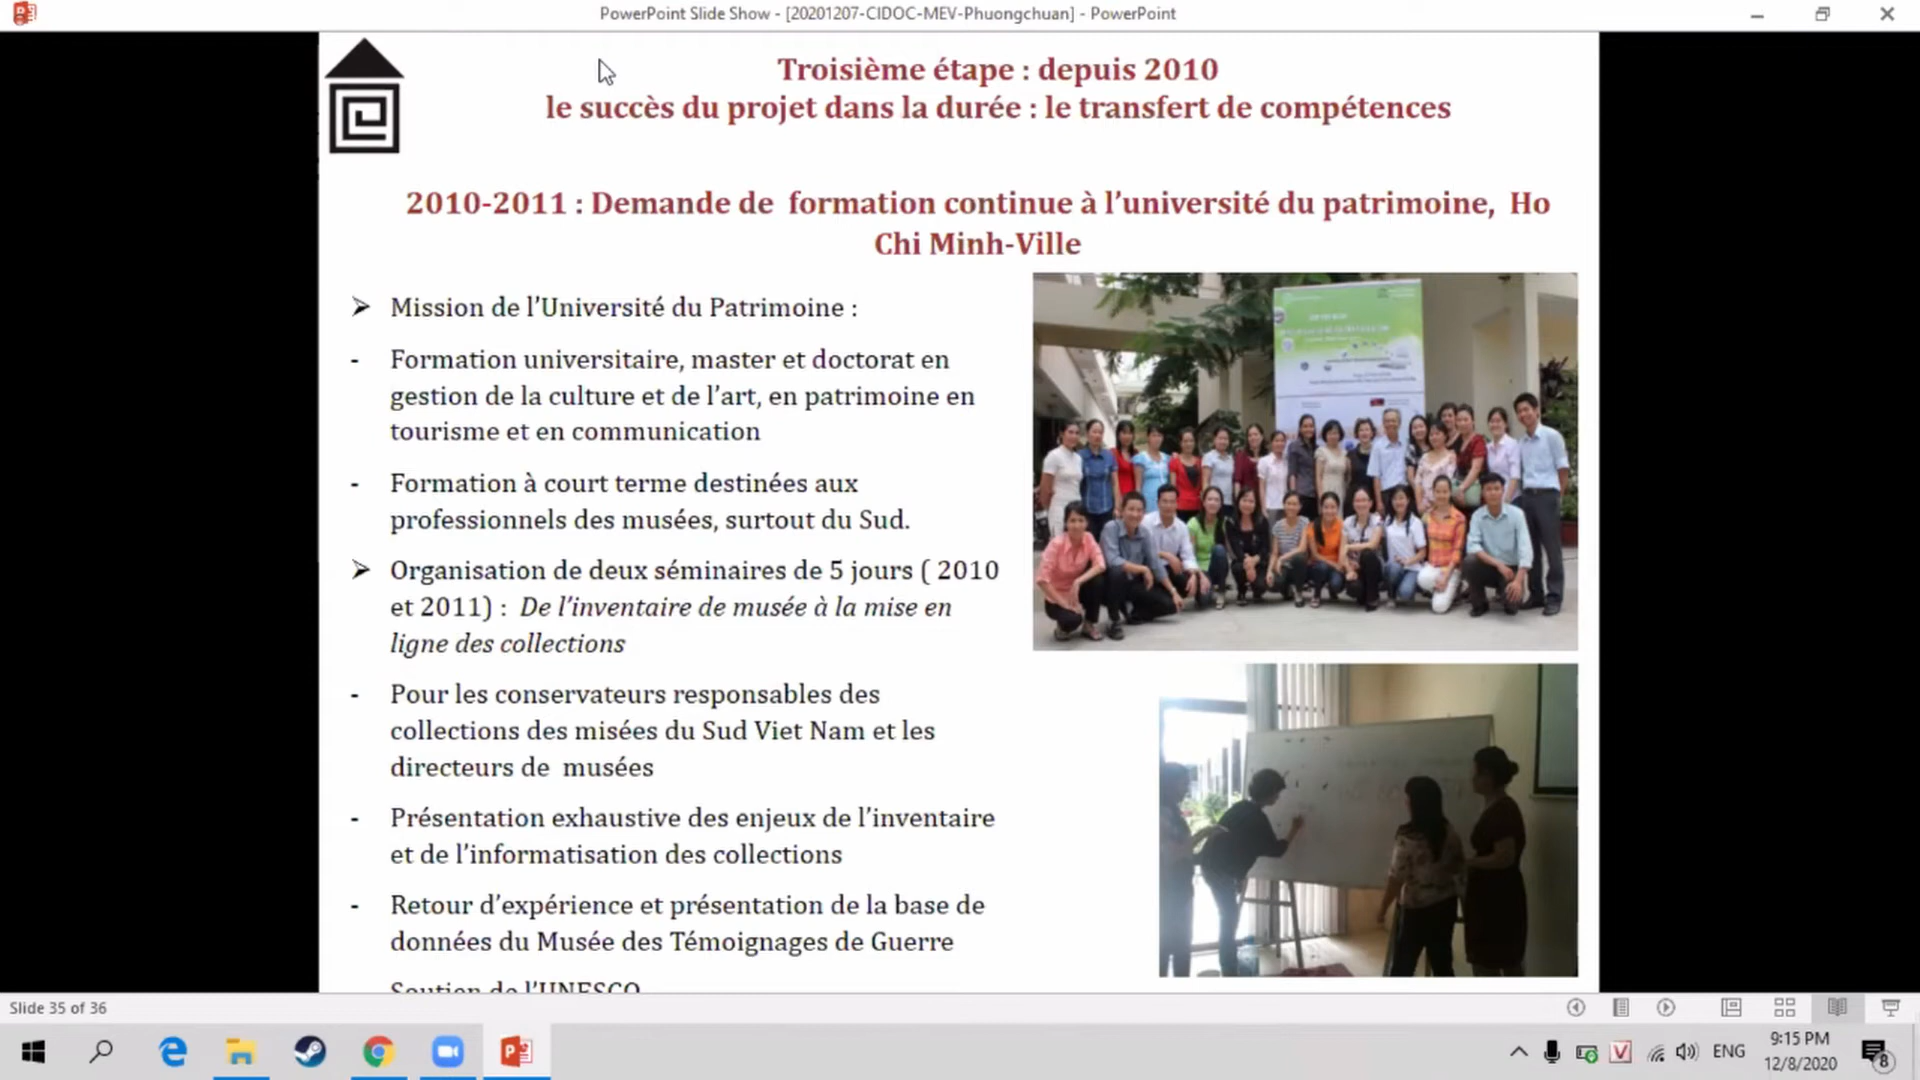 PowerPoint Slide Show - [20201207-CIDOC-MEV-Phuongchuan] - PowerPoint
Troisième étape : depuis 2010
le succès du projet dans la durée : le transfert de compétences
2010-2011 : Demande de formation continue à l'université du patrimoine, Ho
Chi Minh-Ville
➢ Mission de l'Université du Patrimoine :
- Formation universitaire, master et doctorat en
gestion de la culture et de l'art, en patrimoine en
tourisme et en communication
- Formation à court terme destinées aux
professionnels des musées, surtout du Sud.
➢ Organisation de deux séminaires de 5 jours ( 2010
et 2011) : De l'inventaire de musée à la mise en
ligne des collections
- Pour les conservateurs responsables des
collections des misées du Sud Viet Nam et les
directeurs de musées
- Présentation exhaustive des enjeux de l'inventaire
et de l'informatisation des collections
- Retour d'expérience et présentation de la base de
données du Musée des Témoignages de Guerre
Soutien de l'UNESCO
Slide 35 of 36
ENG
9:15 PM
12/8/2020
8